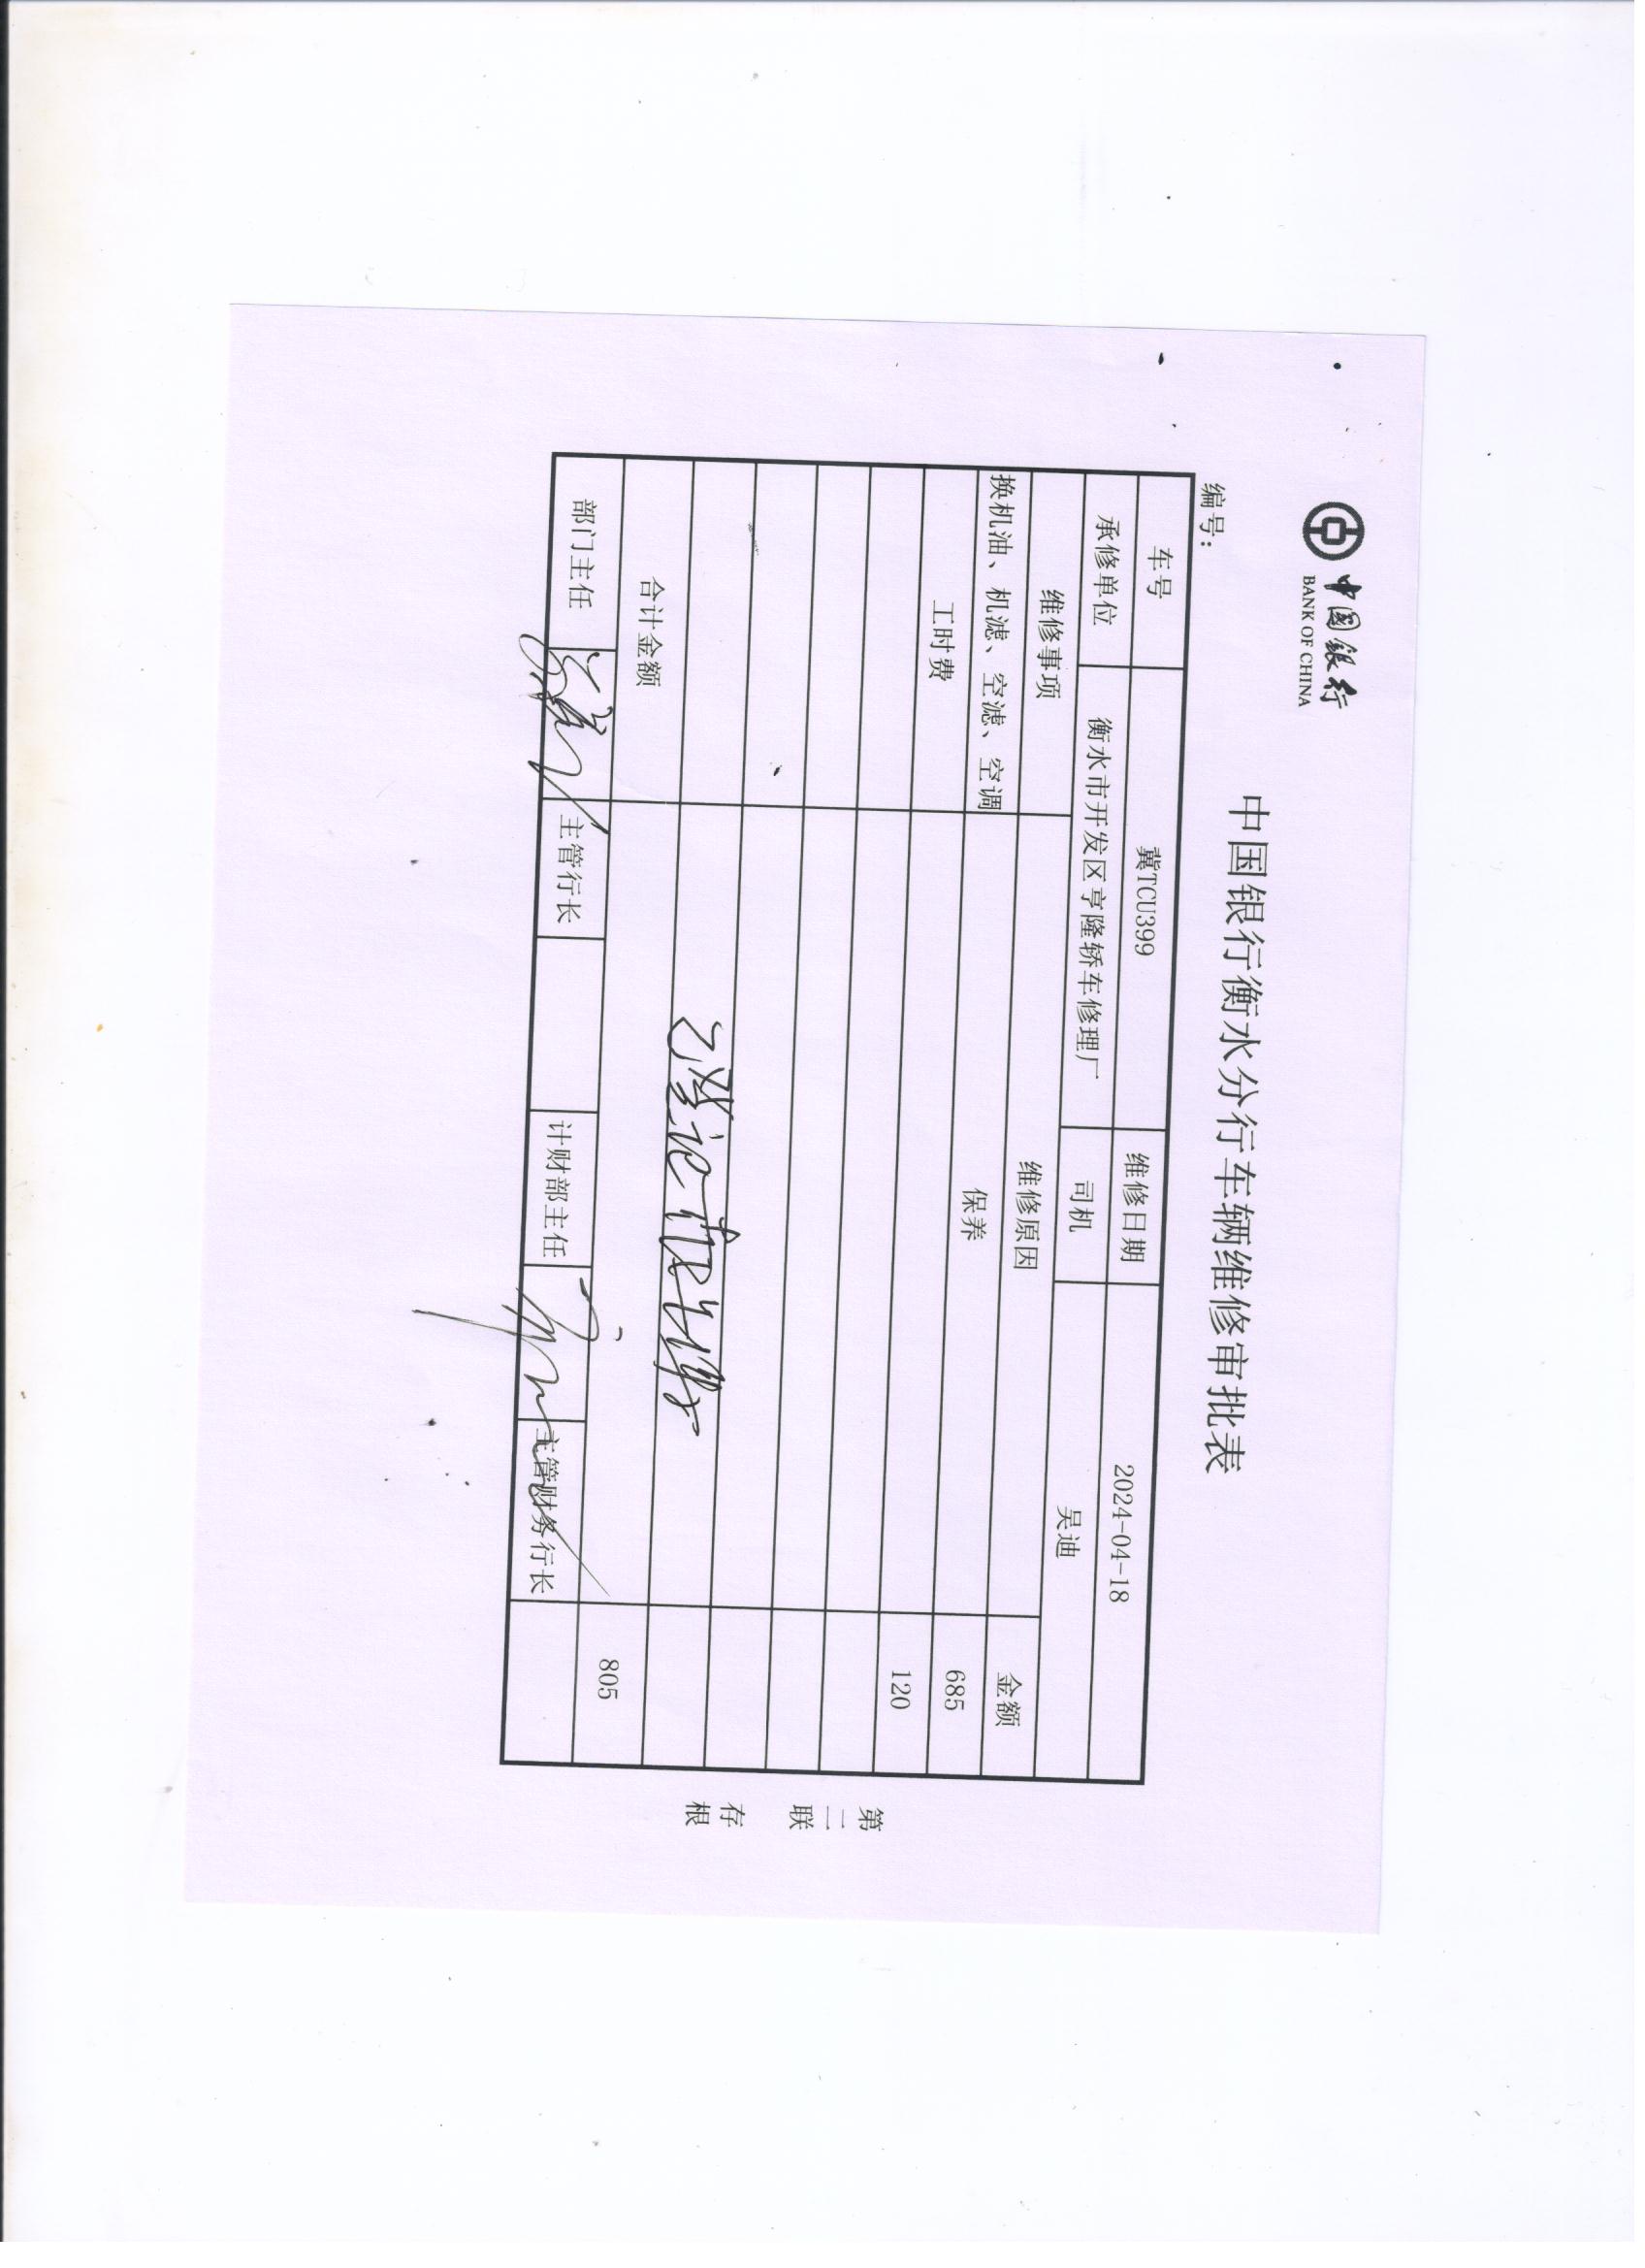 中国银行
BANK OF CHINA
中国银行衡水分行车辆维修审批表
编号:
车号 冀TCU399 维修日期 2024-04-18
承修单位 衡水市开发区亨隆轿车修理厂 司机 吴迪
维修事项 维修原因 金额
换机油、机滤、空滤、空调 保养 685
工时费 120
合计金额 805
部门主任 主管行长 计财部主任 主管财务行长
第二联
存根